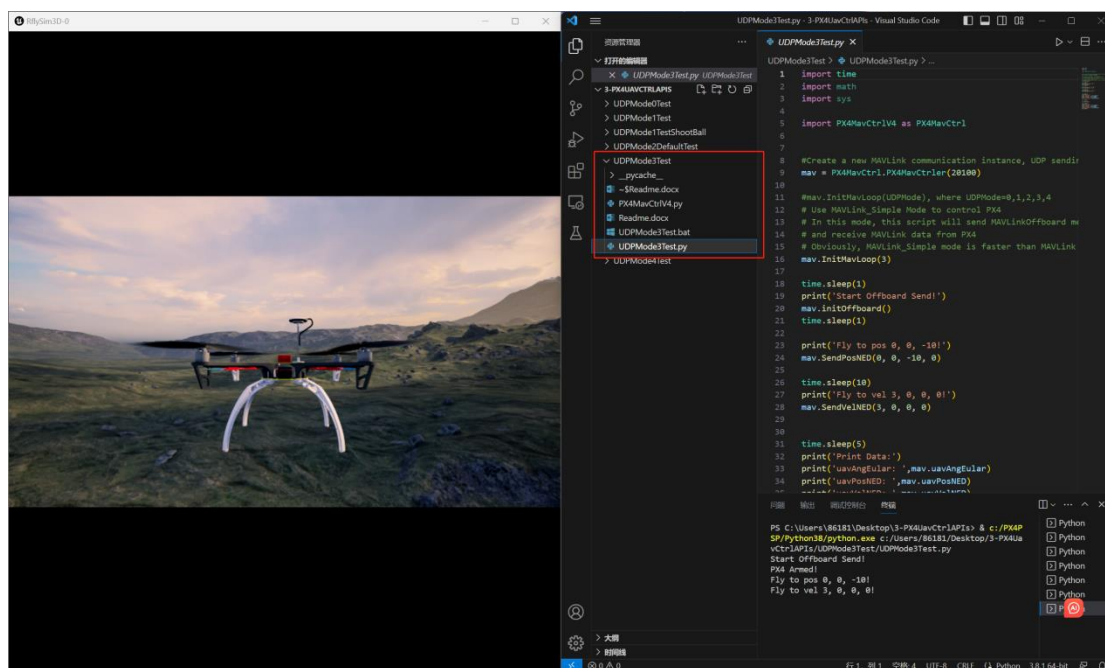 RflySim3D-0
UDPMode3Test.py - 3-PX4UavCtrlAPIs - Visual Studio Code
资源管理器
打开的编辑器
UDPMode3Test.py UDPMode3Test
3-PX4UAVCTRLAPIS
UDPMode0Test
UDPMode1Test
UDPMode1TestShootBall
UDPMode2DefaultTest
UDPMode3Test
__pycache__
~$Readme.docx
PX4MavCtrlV4.py
Readme.docx
UDPMode3Test.bat
UDPMode3Test.py
UDPMode4Test
大纲
时间线
UDPMode3Test.py
UDPMode3Test > UDPMode3Test.py > ...
1 import time
2 import math
3 import sys
4
5 import PX4MavCtrlV4 as PX4MavCtrl
6
7
8 #Create a new MAVLink communication instance, UDP sendin
9 mav = PX4MavCtrl.PX4MavCtrler(20100)
10
11 #mav.InitMavLoop(UDPMode), where UDPMode=0,1,2,3,4
12 # Use MAVLink_Simple Mode to control PX4
13 # In this mode, this script will send MAVLinkOffboard me
14 # and receive MAVLink data from PX4
15 # Obviously, MAVLink_Simple mode is faster than MAVLink
16 mav.InitMavLoop(3)
17
18 time.sleep(1)
19 print('Start Offboard Send!')
20 mav.initOffboard()
21 time.sleep(1)
22
23 print('Fly to pos 0, 0, -10!')
24 mav.SendPosNED(0, 0, -10, 0)
25
26 time.sleep(10)
27 print('Fly to vel 3, 0, 0, 0!')
28 mav.SendVelNED(3, 0, 0, 0)
29
30
31 time.sleep(5)
32 print('Print Data:')
33 print('uavAngEular: ',mav.uavAngEular)
34 print('uavPosNED: ',mav.uavPosNED)
问题 输出 调试控制台 终端
PS C:\Users\86181\Desktop\3-PX4UavCtrlAPIs> & c:/PX4P
SP/Python38/python.exe c:/Users/86181/Desktop/3-PX4Ua
vCtrlAPIs/UDPMode3Test/UDPMode3Test.py
Start Offboard Send!
PX4 Armed!
Fly to pos 0, 0, -10!
Fly to vel 3, 0, 0, 0!
Python
Python
Python
Python
Python
Python
0 0 行 1, 列 1 空格: 4 UTF-8 CRLF Python 3.8.1 64-bit